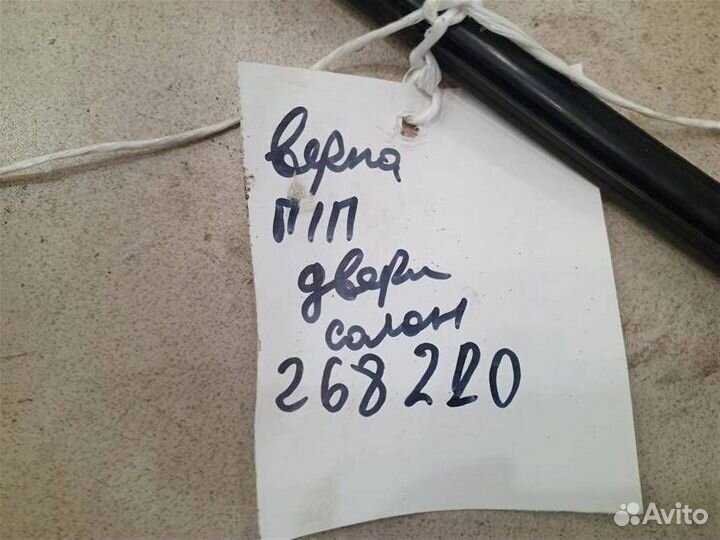 верна
П/П
двери
салон
268220
Avito